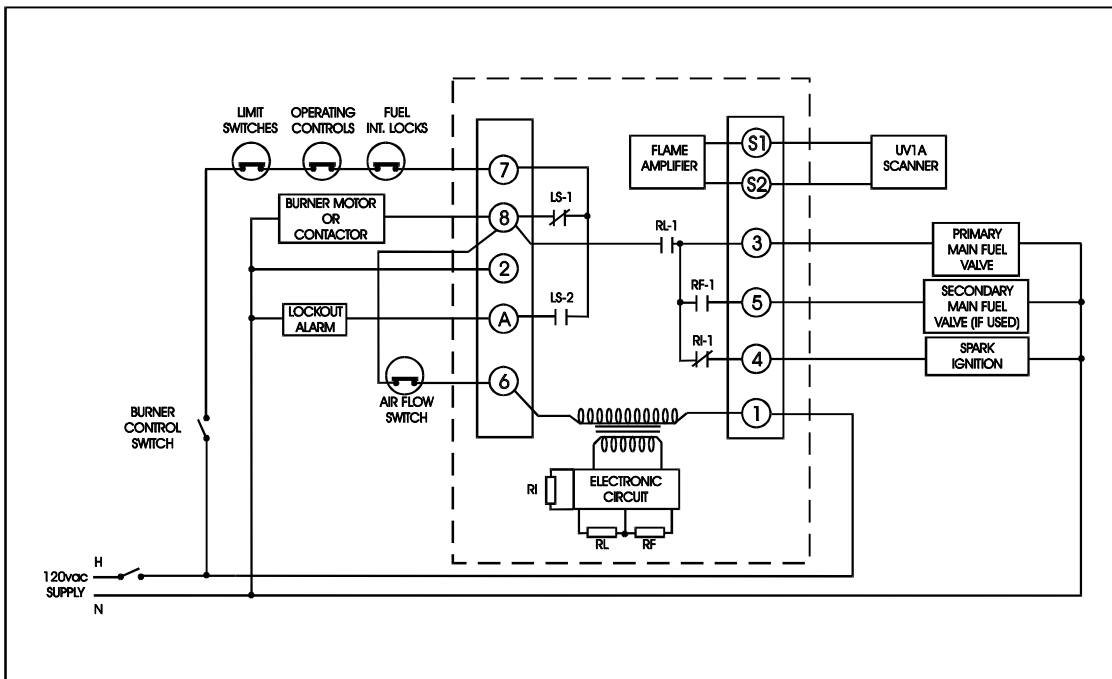 LIMIT
SWITCHES
OPERATING
CONTROLS
FUEL
INT. LOCKS
7
LS-1
BURNER MOTOR
OR
CONTACTOR
8
2
LOCKOUT
ALARM
A
LS-2
AIR FLOW
SWITCH
6
BURNER
CONTROL
SWITCH
FLAME
AMPLIFIER
S1
S2
UV1A
SCANNER
RL-1
3
PRIMARY
MAIN FUEL
VALVE
RF-1
5
SECONDARY
MAIN FUEL
VALVE (IF USED)
RI-1
4
SPARK
IGNITION
1
RI
ELECTRONIC
CIRCUIT
RL
RF
H
120vac
SUPPLY
N